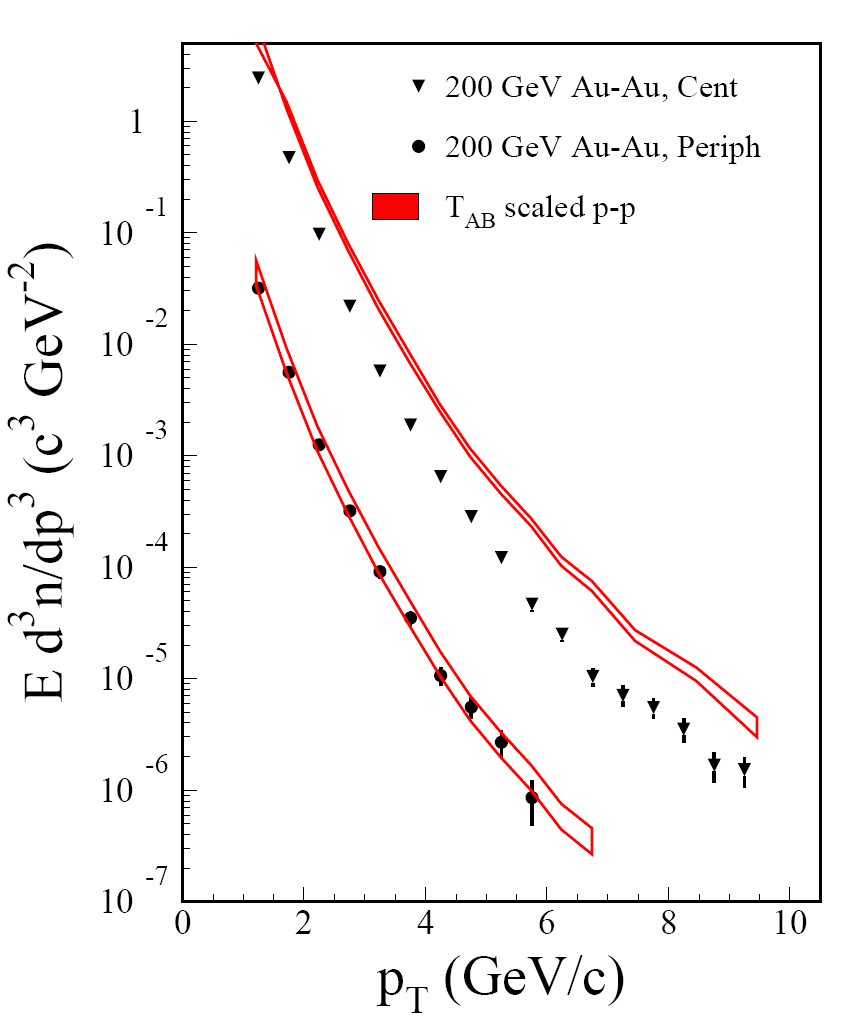 200 GeV Au-Au, Cent
200 GeV Au-Au, Periph
T_AB scaled p-p
1
10^-1
10^-2
10^-3
10^-4
10^-5
10^-6
10^-7
E d^3n/dp^3 (c^3 GeV^-2)
0 2 4 6 8 10
p_T (GeV/c)